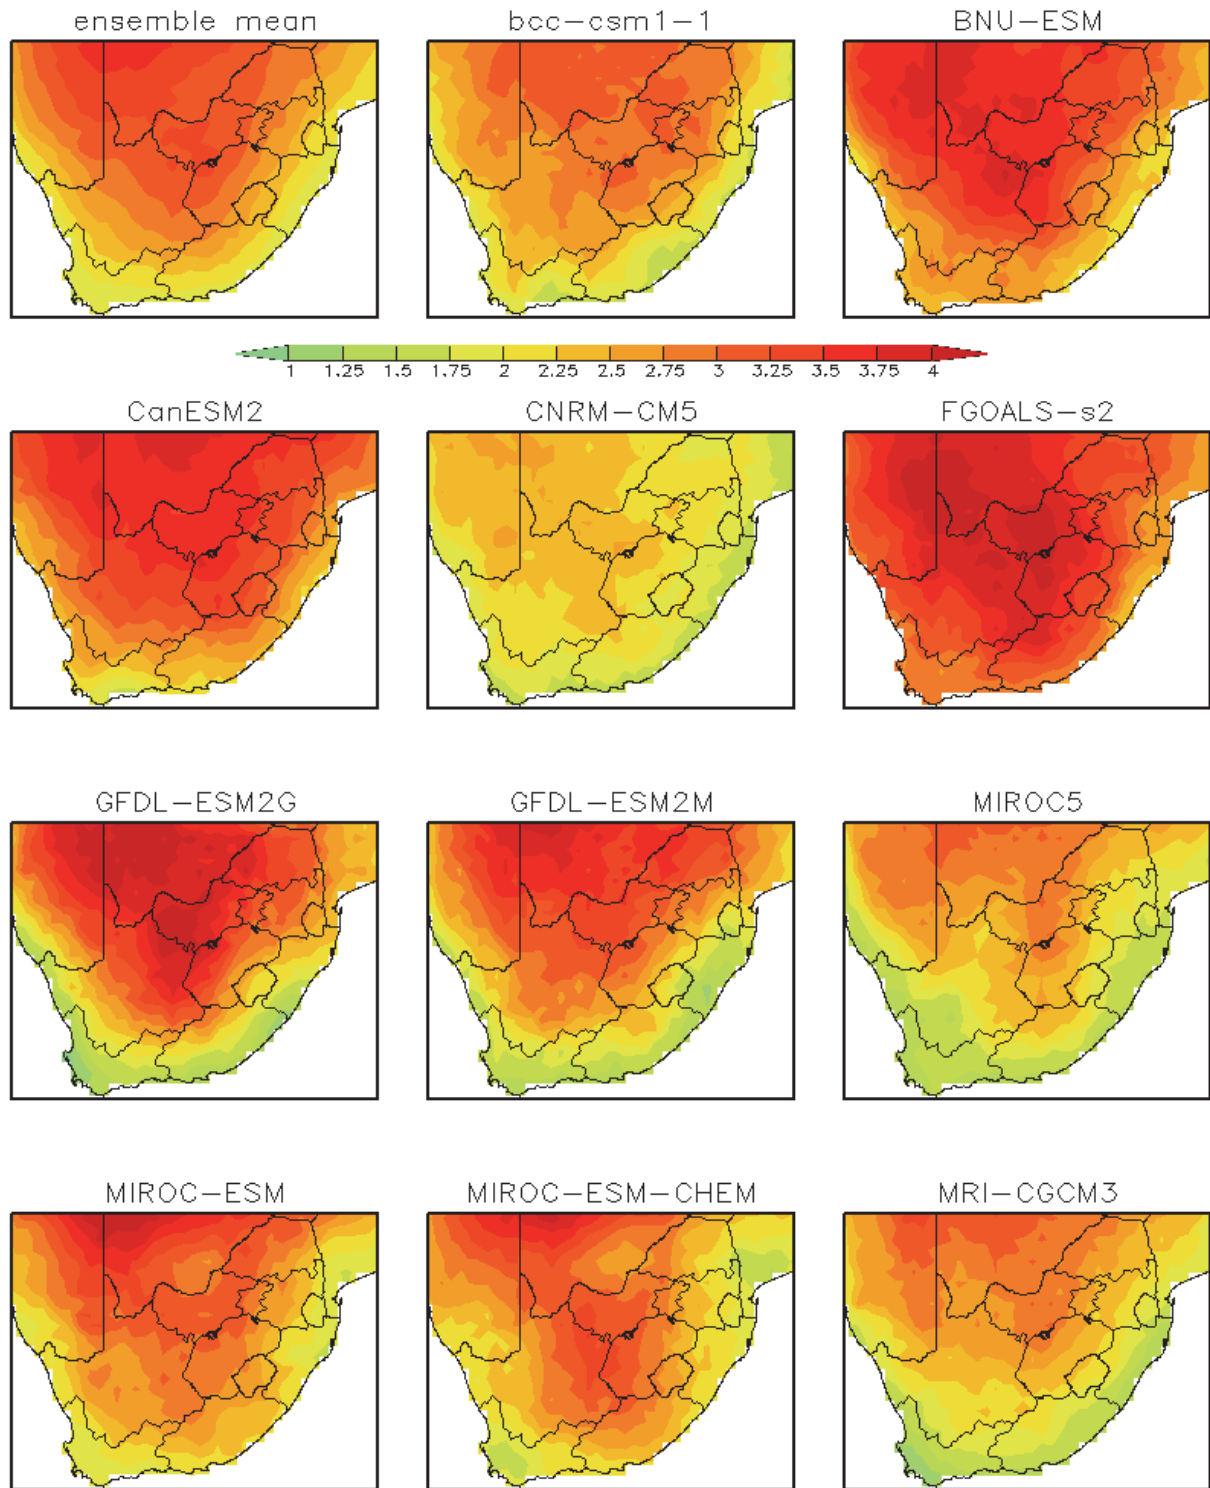 ensemble mean
bcc-csm1-1
BNU-ESM
1 1.25 1.5 1.75 2 2.25 2.5 2.75 3 3.25 3.5 3.75 4
CanESM2
CNRM-CM5
FGOALS-s2
GFDL-ESM2G
GFDL-ESM2M
MIROC5
MIROC-ESM
MIROC-ESM-CHEM
MRI-CGCM3